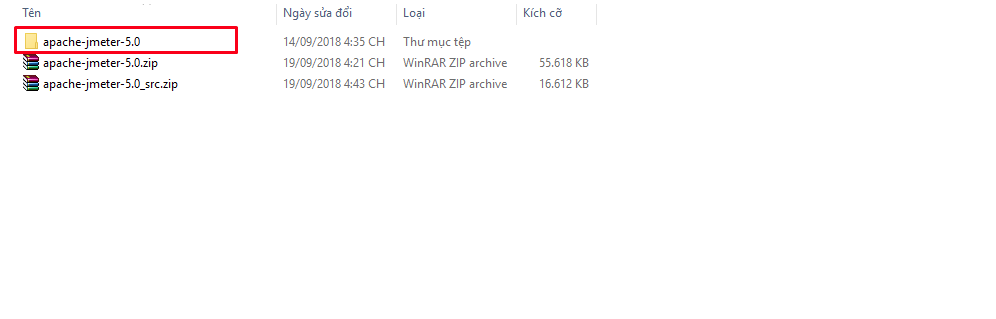 Tên Ngày sửa đổi Loại Kích cỡ
apache-jmeter-5.0 14/09/2018 4:35 CH Thư mục tệp
apache-jmeter-5.0.zip 19/09/2018 4:21 CH WinRAR ZIP archive 55.618 KB
apache-jmeter-5.0_src.zip 19/09/2018 4:43 CH WinRAR ZIP archive 16.612 KB